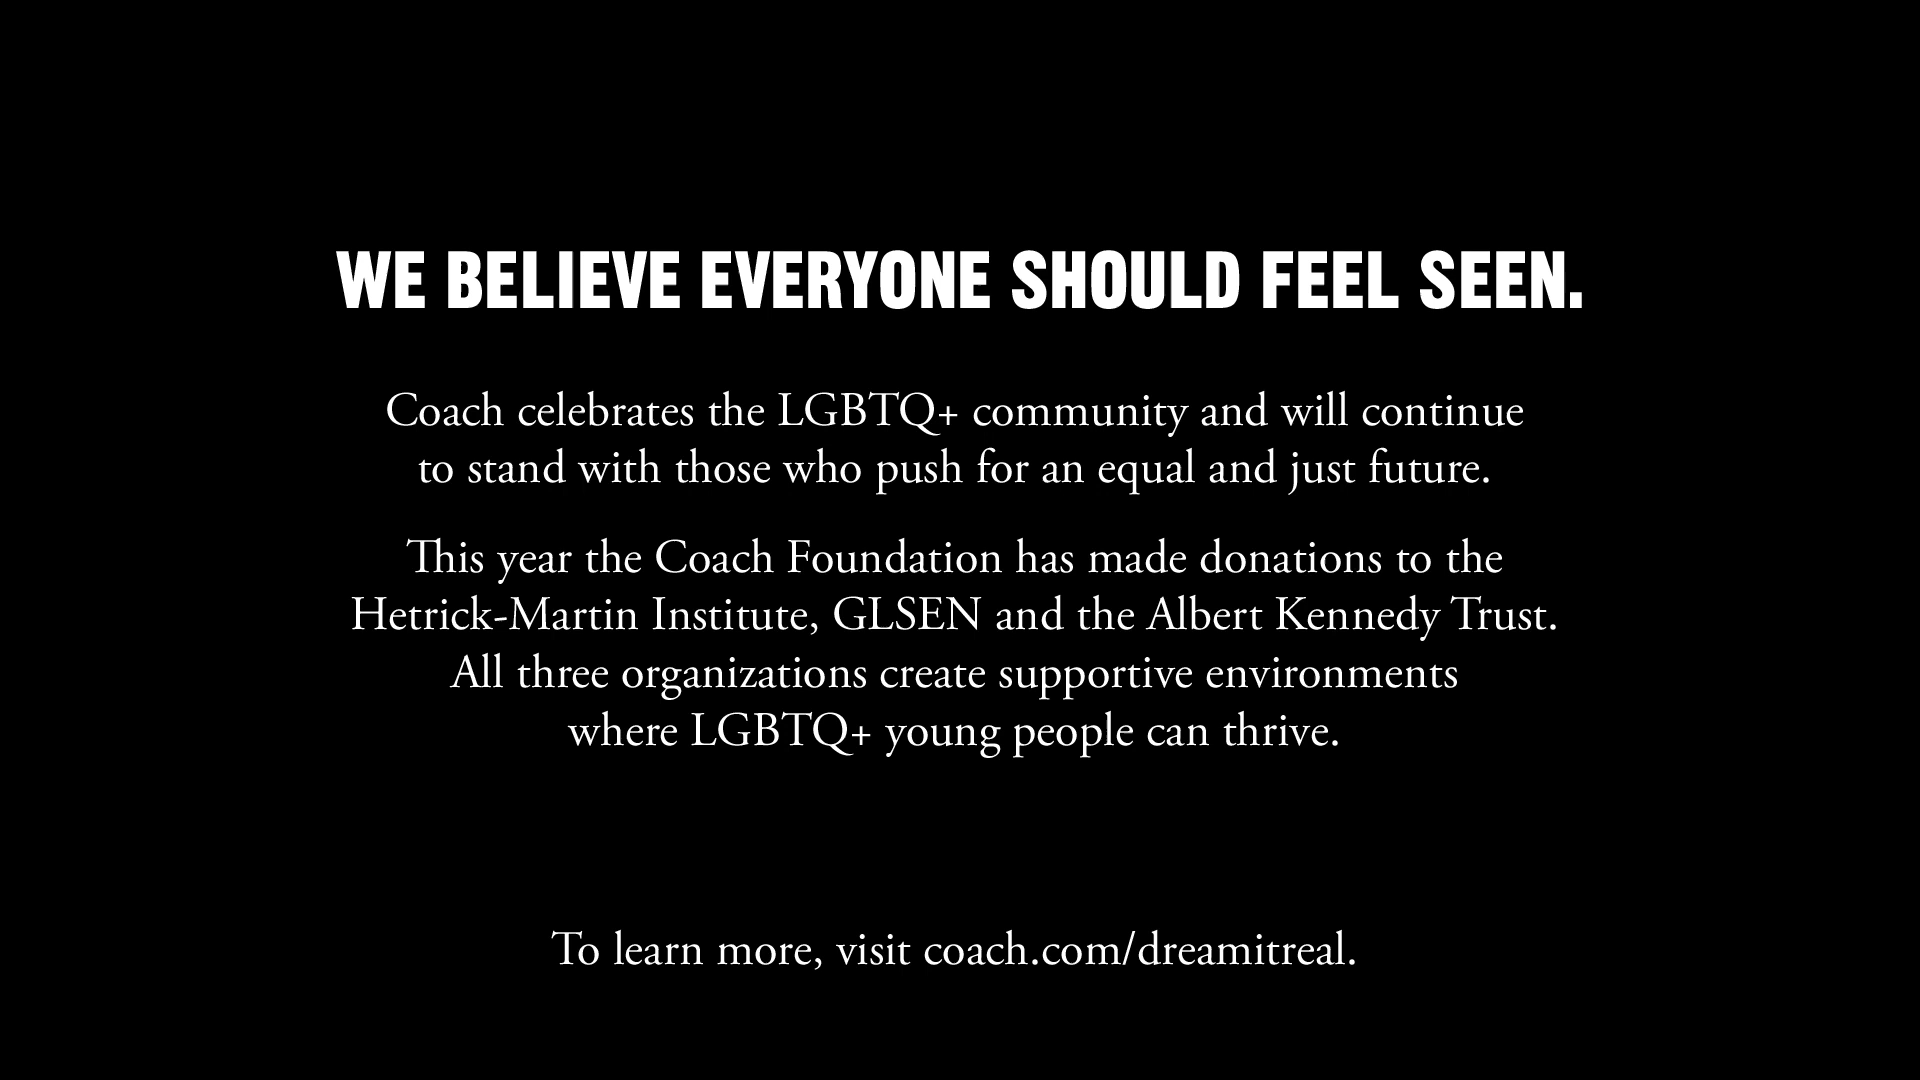 WE BELIEVE EVERYONE SHOULD FEEL SEEN.
Coach celebrates the LGBTQ+ community and will continue
to stand with those who push for an equal and just future.
This year the Coach Foundation has made donations to the
Hetrick-Martin Institute, GLSEN and the Albert Kennedy Trust.
All three organizations create supportive environments
where LGBTQ+ young people can thrive.
To learn more, visit coach.com/dreamitreal.